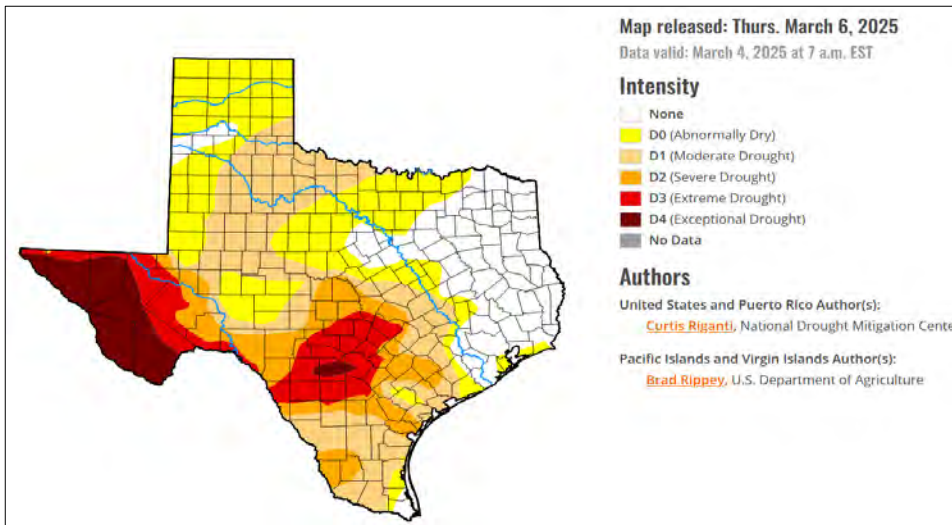 Map released: Thurs. March 6, 2025
Data valid: March 4, 2025 at 7 a.m. EST
Intensity
None
D0 (Abnormally Dry)
D1 (Moderate Drought)
D2 (Severe Drought)
D3 (Extreme Drought)
D4 (Exceptional Drought)
No Data
Authors
United States and Puerto Rico Author(s):
Curtis Riganti, National Drought Mitigation Cente
Pacific Islands and Virgin Islands Author(s):
Brad Rippey, U.S. Department of Agriculture